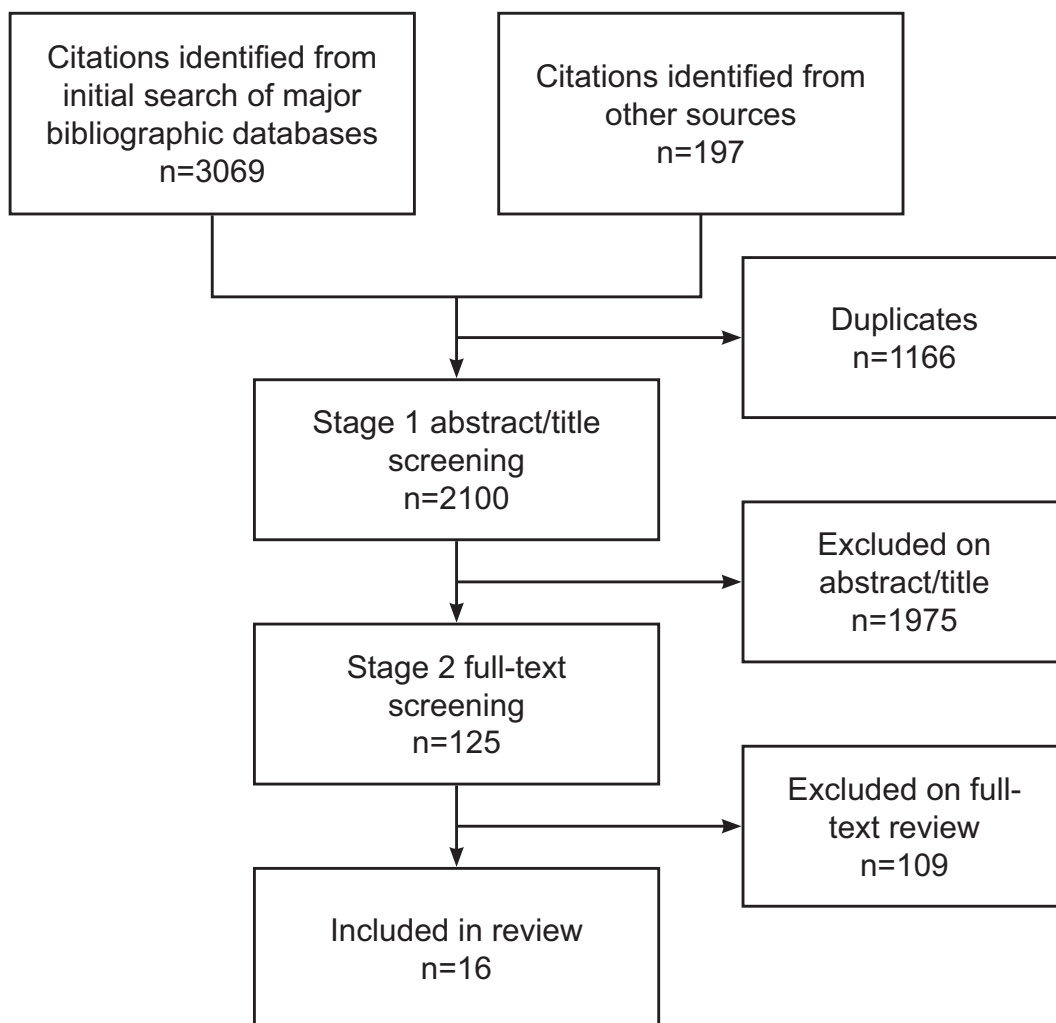 Citations identified from
initial search of major
bibliographic databases
n=3069
Citations identified from
other sources
n=197
Duplicates
n=1166
Stage 1 abstract/title
screening
n=2100
Excluded on
abstract/title
n=1975
Stage 2 full-text
screening
n=125
Excluded on full-
text review
n=109
Included in review
n=16